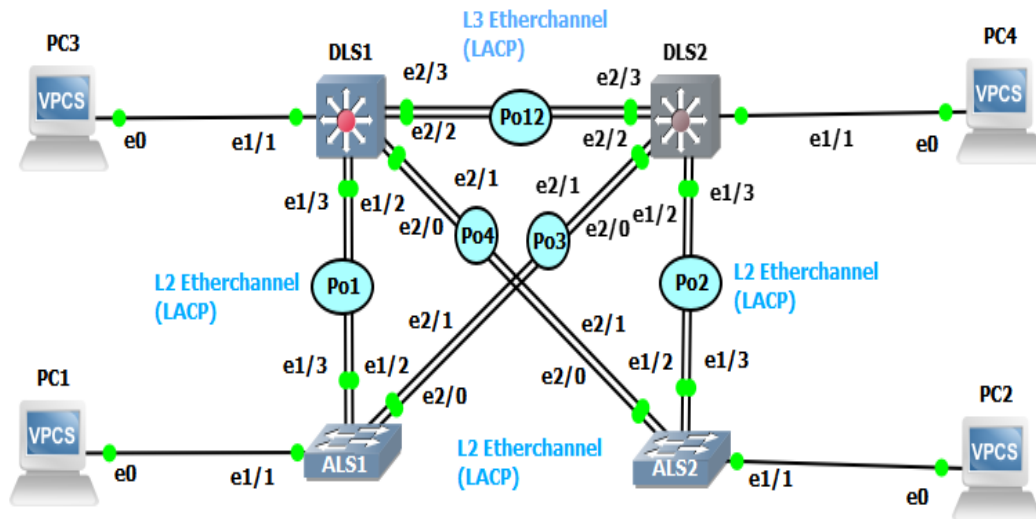 L3 Etherchannel
(LACP)
PC3
DLS1
DLS2
PC4
VPCS
e2/3
e2/3
VPCS
Po12
e0
e1/1
e2/2
e2/2
e1/1
e0
e2/1
e2/1
e1/3
e1/2
e1/2
e1/3
e2/0
Po4
Po3
e2/0
L2 Etherchannel
(LACP)
Po1
Po2
L2 Etherchannel
(LACP)
e2/1
e2/1
e1/3
e1/2
e1/2
e1/3
PC1
e2/0
e2/0
PC2
VPCS
L2 Etherchannel
(LACP)
VPCS
ALS1
ALS2
e0
e1/1
e1/1
e0